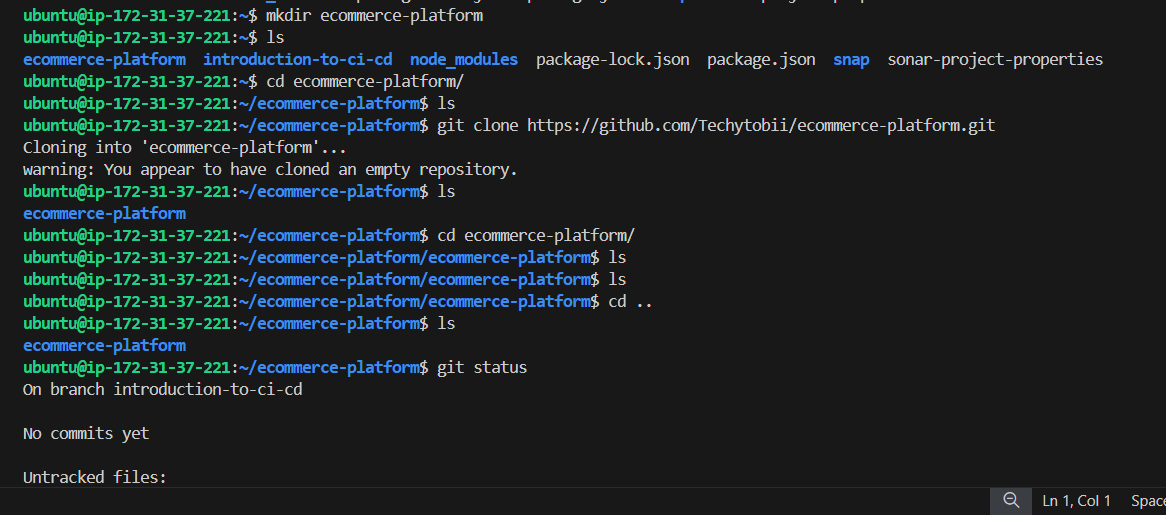 ubuntu@ip-172-31-37-221:~$ mkdir ecommerce-platform
ubuntu@ip-172-31-37-221:~$ ls
ecommerce-platform  introduction-to-ci-cd  node_modules  package-lock.json  package.json  snap  sonar-project-properties
ubuntu@ip-172-31-37-221:~$ cd ecommerce-platform/
ubuntu@ip-172-31-37-221:~/ecommerce-platform$ ls
ubuntu@ip-172-31-37-221:~/ecommerce-platform$ git clone https://github.com/Techytobii/ecommerce-platform.git
Cloning into 'ecommerce-platform'...
warning: You appear to have cloned an empty repository.
ubuntu@ip-172-31-37-221:~/ecommerce-platform$ ls
ecommerce-platform
ubuntu@ip-172-31-37-221:~/ecommerce-platform$ cd ecommerce-platform/
ubuntu@ip-172-31-37-221:~/ecommerce-platform/ecommerce-platform$ ls
ubuntu@ip-172-31-37-221:~/ecommerce-platform/ecommerce-platform$ ls
ubuntu@ip-172-31-37-221:~/ecommerce-platform/ecommerce-platform$ cd ..
ubuntu@ip-172-31-37-221:~/ecommerce-platform$ ls
ecommerce-platform
ubuntu@ip-172-31-37-221:~/ecommerce-platform$ git status
On branch introduction-to-ci-cd
No commits yet
Untracked files:
Ln 1, Col 1 Space